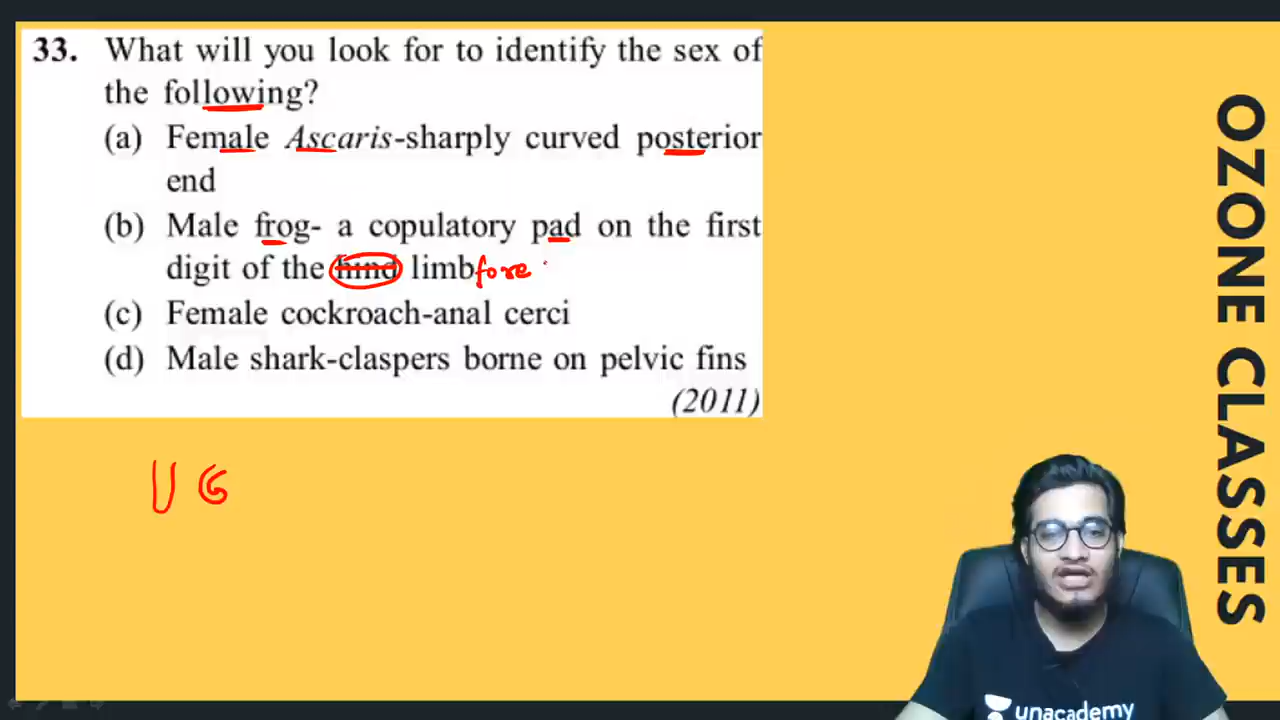 33. What will you look for to identify the sex of
the following?
(a) Female Ascaris-sharply curved posterior
end
(b) Male frog- a copulatory pad on the first
digit of the hind limb fore
(c) Female cockroach-anal cerci
(d) Male shark-claspers borne on pelvic fins
(2011)
OZONE CLASSES
unacademy